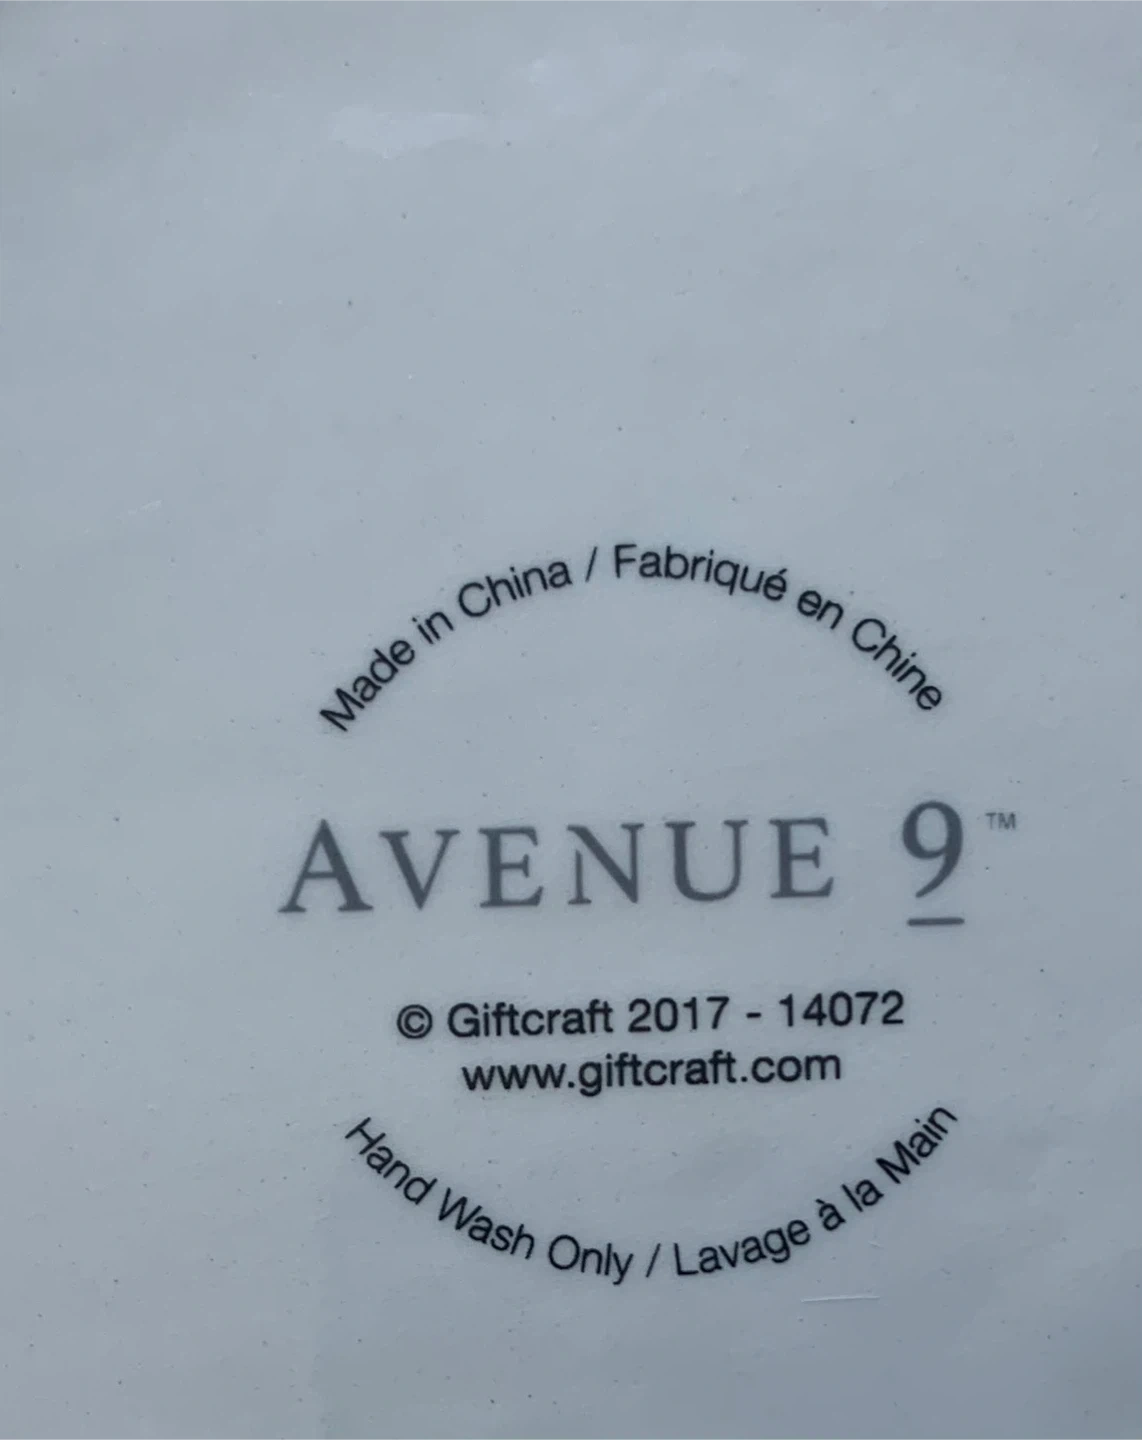 Made in China / Fabriqué en Chine
AVENUE 9™
© Giftcraft 2017 - 14072
www.giftcraft.com
Hand Wash Only / Lavage à la Main